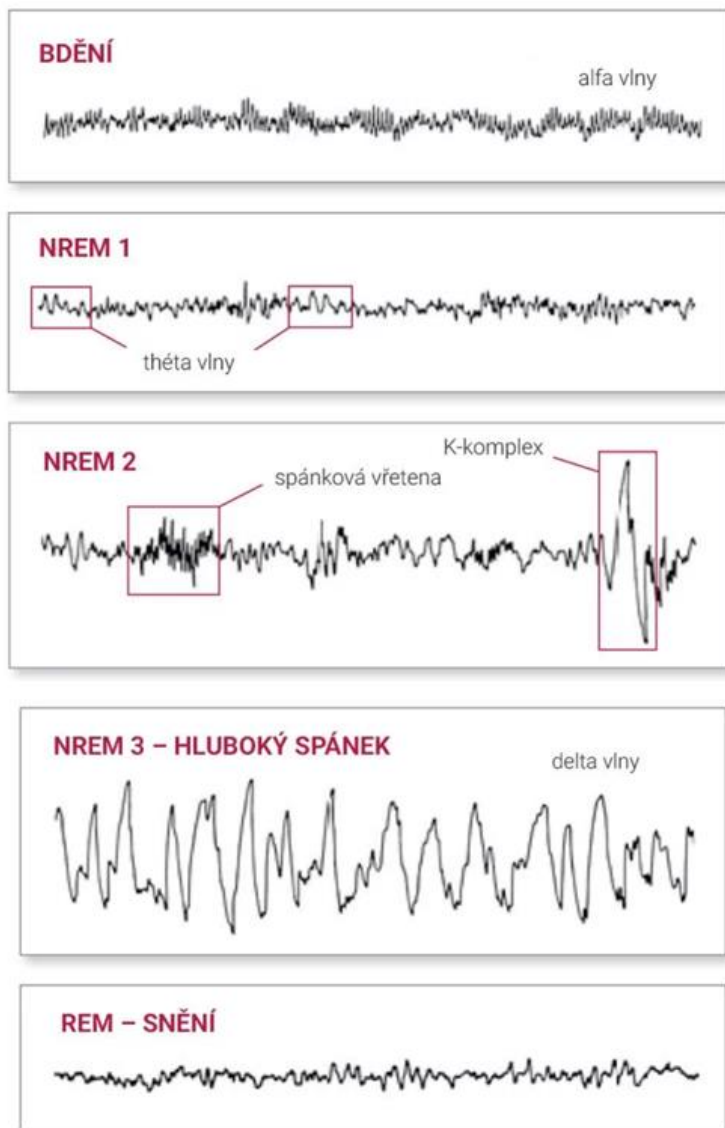 BDĚNÍ
alfa vlny
NREM 1
théta vlny
NREM 2
K-komplex
spánková vřetena
NREM 3 – HLUBOKÝ SPÁNEK
delta vlny
REM – SNĚNÍ